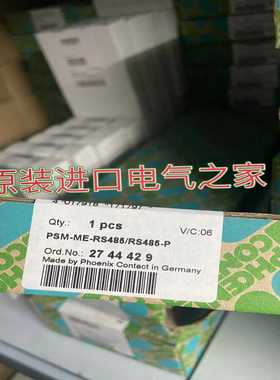 原装进口电气之家
Qty.: 1 pcs V/C:06
PSM-ME-RS485/RS485-P
Ord.No.: 27 44 42 9
Made by Phoenix Contact in Germany